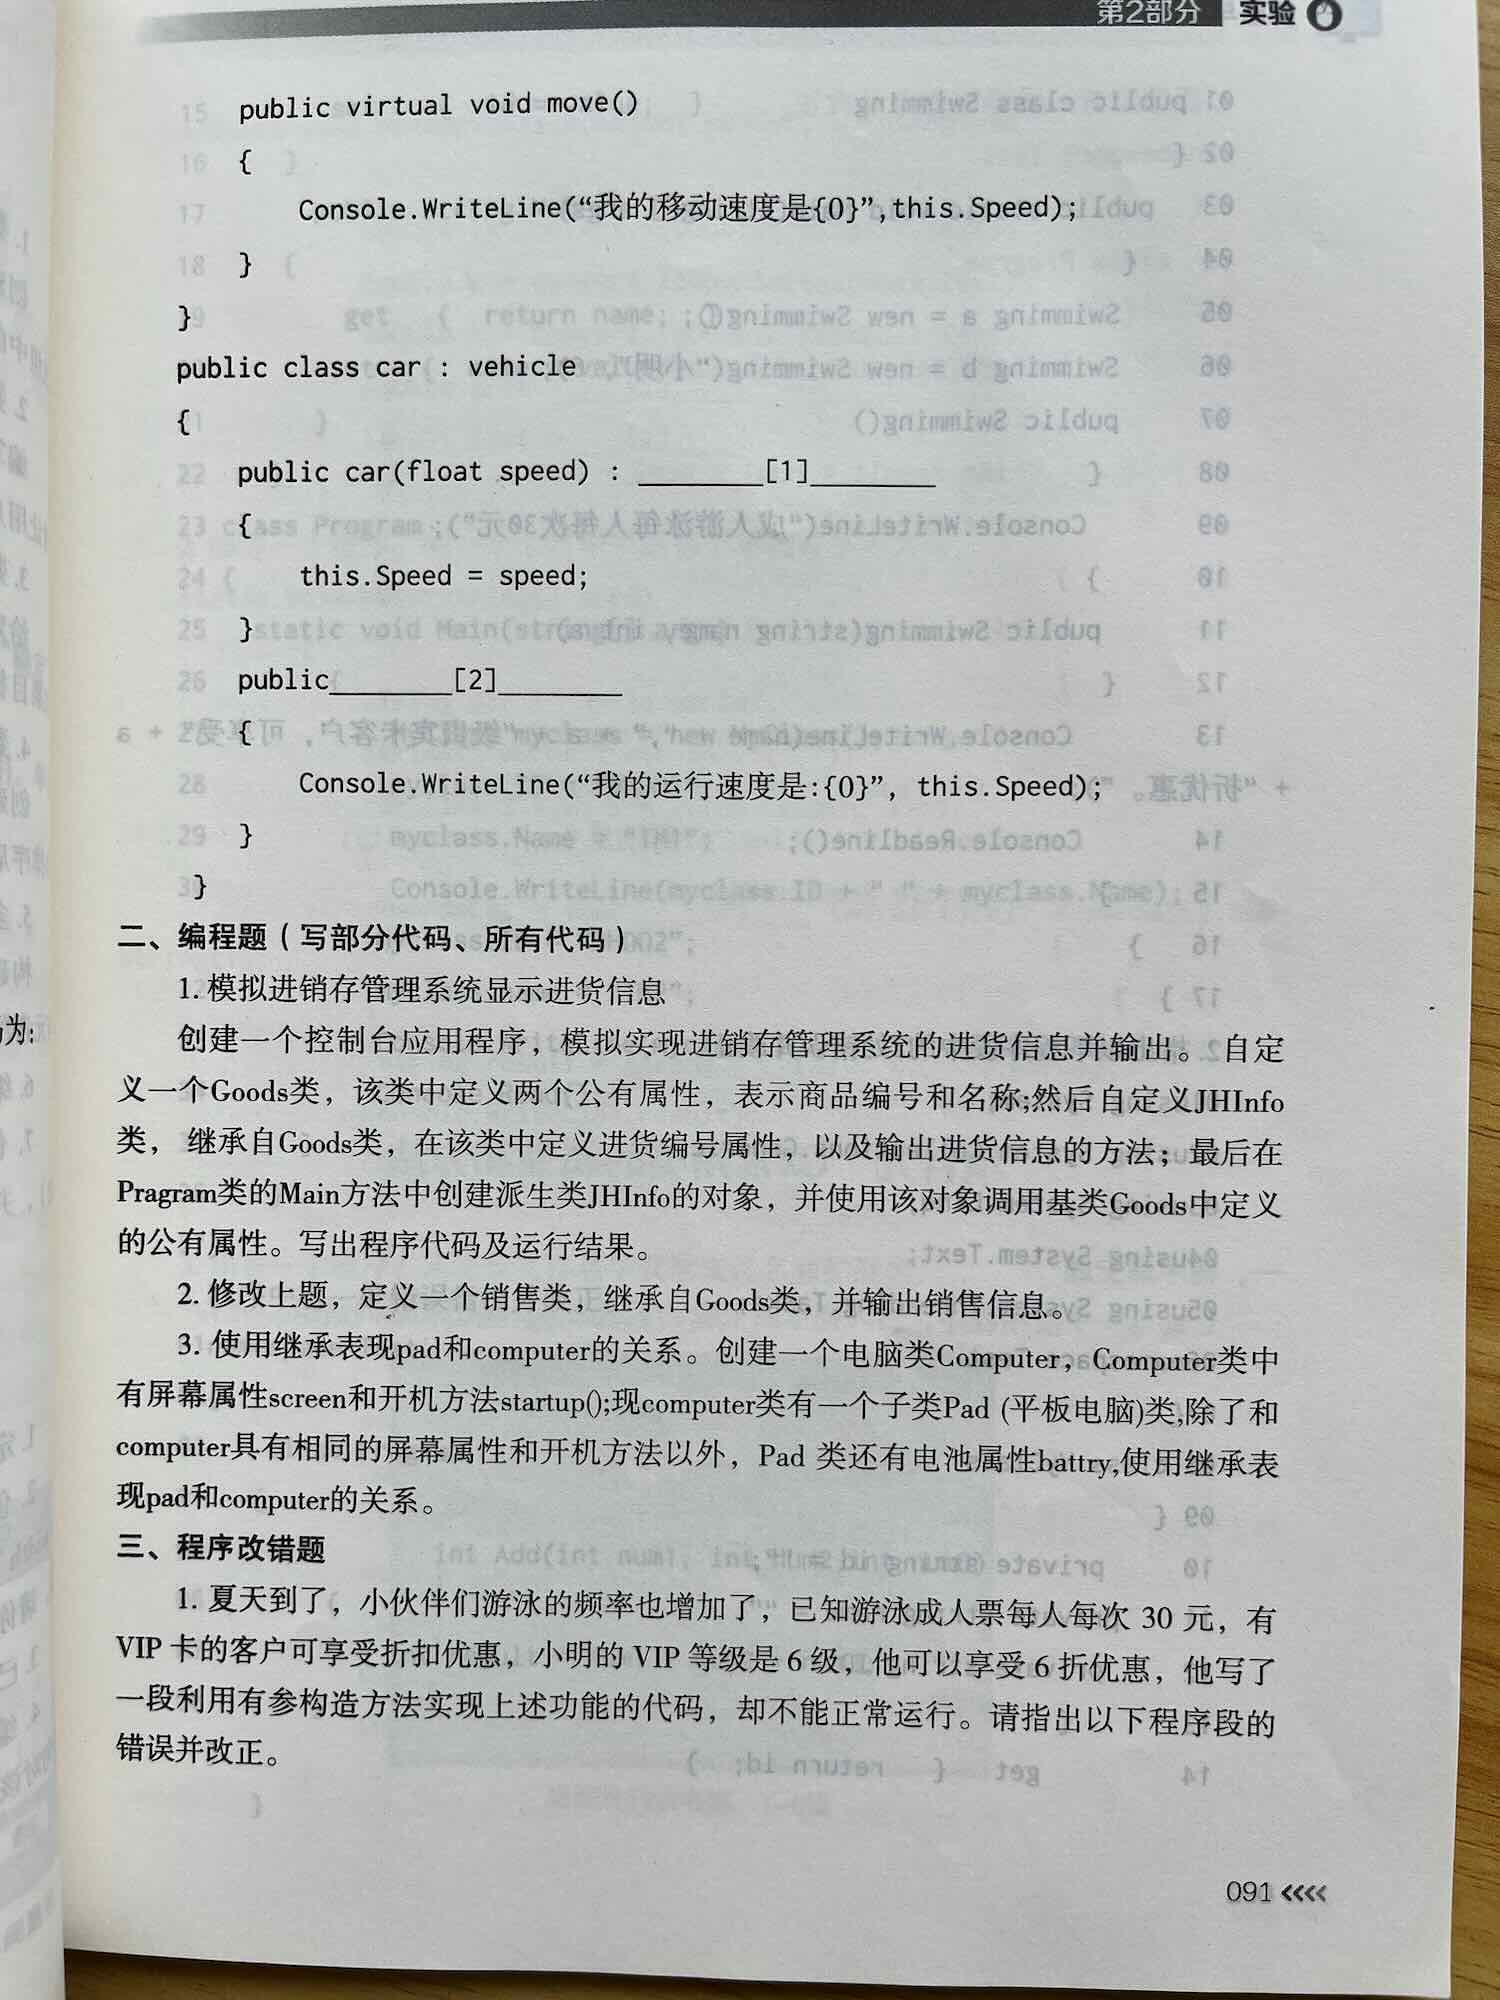 第2部分 实验
public virtual void move()
{
Console.WriteLine(“我的移动速度是{0}”,this.Speed);
}
}
public class car : vehicle
{
public car(float speed) : ________[1]________
{
this.Speed = speed;
}
public________[2]________
{
Console.WriteLine(“我的运行速度是:{0}”, this.Speed);
}
}
二、编程题（写部分代码、所有代码）
1. 模拟进销存管理系统显示进货信息
创建一个控制台应用程序，模拟实现进销存管理系统的进货信息并输出。 自定
义一个Goods类，该类中定义两个公有属性，表示商品编号和名称;然后自定义JHInfo
类， 继承自Goods类，在该类中定义进货编号属性，以及输出进货信息的方法；最后在
Pragram类的Main方法中创建派生类JHInfo的对象，并使用该对象调用基类Goods中定义
的公有属性。写出程序代码及运行结果。
2. 修改上题，定义一个销售类，继承自Goods类，并输出销售信息。
3. 使用继承表现pad和computer的关系。创建一个电脑类Computer，Computer类中
有屏幕属性screen和开机方法startup();现computer类有一个子类Pad (平板电脑)类,除了和
computer具有相同的屏幕属性和开机方法以外，Pad 类还有电池属性battry,使用继承表
现pad和computer的关系。
三、程序改错题
1. 夏天到了，小伙伴们游泳的频率也增加了，已知游泳成人票每人每次 30 元，有
VIP 卡的客户可享受折扣优惠，小明的 VIP 等级是 6 级，他可以享受 6 折优惠，他写了
一段利用有参构造方法实现上述功能的代码，却不能正常运行。请指出以下程序段的
错误并改正。
091